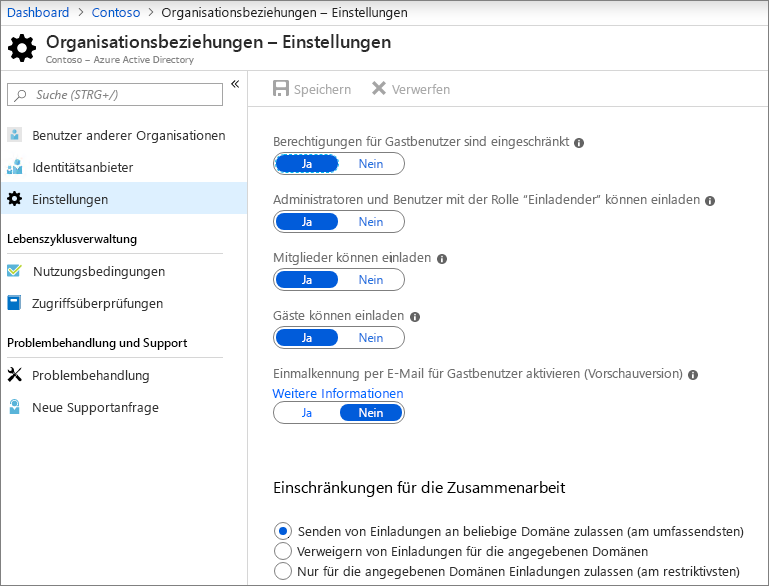 Dashboard > Contoso > Organisationsbeziehungen – Einstellungen
Organisationsbeziehungen – Einstellungen
Contoso – Azure Active Directory
«
Suche (STRG+/)
Benutzer anderer Organisationen
Identitätsanbieter
Einstellungen
Lebenszyklusverwaltung
Nutzungsbedingungen
Zugriffsüberprüfungen
Problembehandlung und Support
Problembehandlung
Neue Supportanfrage
Speichern Verwerfen
Berechtigungen für Gastbenutzer sind eingeschränkt
Ja Nein
Administratoren und Benutzer mit der Rolle "Einladender" können einladen
Ja Nein
Mitglieder können einladen
Ja Nein
Gäste können einladen
Ja Nein
Einmalkennung per E-Mail für Gastbenutzer aktivieren (Vorschauversion)
Weitere Informationen
Ja Nein
Einschränkungen für die Zusammenarbeit
Senden von Einladungen an beliebige Domäne zulassen (am umfassendsten)
Verweigern von Einladungen für die angegebenen Domänen
Nur für die angegebenen Domänen Einladungen zulassen (am restriktivsten)